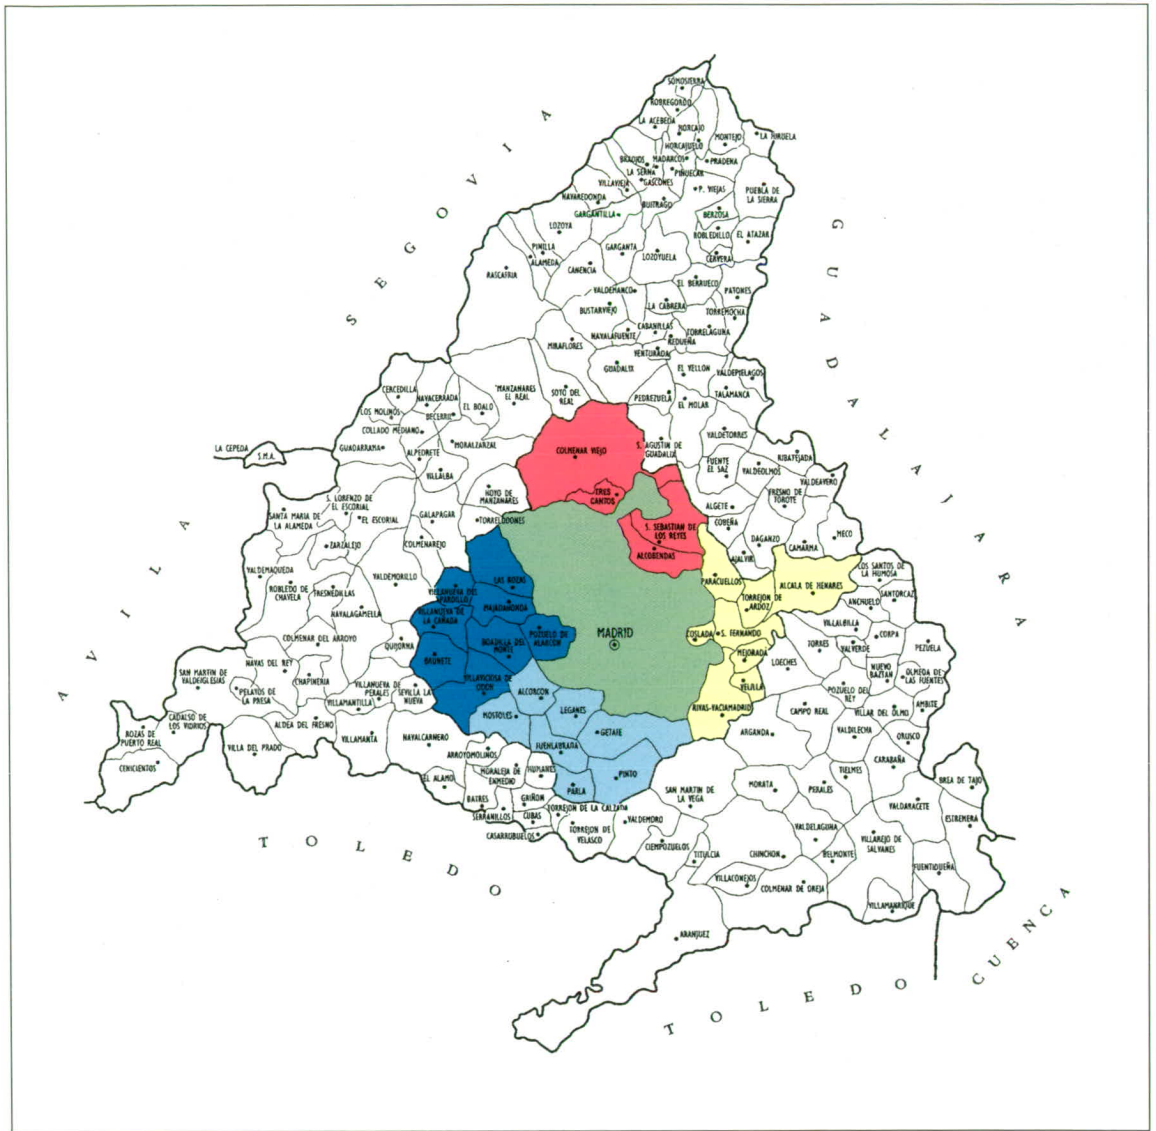 SEGOVIA
GUADALAJARA
AVILA
TOLEDO
TOLEDO
CUENCA
SOMOSIERRA
ROBREGORDO
LA ACEBEDA
HORCAJO
HORCAJUELO
MONTEJO
LA HIRUELA
BRAOJOS
MADARCOS
PRADENA
LA SERNA
PIÑUECAR
GASCONES
VILLAVIEJA
P. VIEJAS
PUEBLA DE
LA SIERRA
NAVAREDONDA
BUITRAGO
GARGANTILLA
BERZOSA
LOZOYA
ROBLEDILLO
EL ATAZAR
PINILLA
GARGANTA
LOZOYUELA
CERVERA
ALAMEDA
RASCAFRIA
CANENCIA
EL BERRUECO
PATONES
VALDEMANCO
BUSTARVIEJO
LA CABRERA
TORREMOCHA
CABANILLAS
TORRELAGUNA
NAVALAFUENTE
REDUEÑA
MIRAFLORES
VENTURADA
GUADALIX
EL VELLON
VALDEPIELAGOS
TALAMANCA
CERCEDILLA
NAVACERRADA
MANZANARES
EL REAL
SOTO DEL
REAL
PEDREZUELA
EL MOLAR
EL BOALO
LOS MOLINOS
BECERRIL
COLLADO MEDIANO
VALDETORRES
LA CEPEDA
S.M.A.
GUADARRAMA
MORALZARZAL
ALPEDRETE
COLMENAR VIEJO
S. AGUSTIN DE
GUADALIX
RIBATEJADA
FUENTE
EL SAZ
VALDEOLMOS
VILLALBA
VALDEAVERO
HOYO DE
MANZANARES
TRES
CANTOS
FRESNO DE
TOROTE
S. LORENZO DE
EL ESCORIAL
ALGETE
SANTA MARIA DE
LA ALAMEDA
EL ESCORIAL
GALAPAGAR
TORRELODONES
COBEÑA
S. SEBASTIAN DE
LOS REYES
MECO
ZARZALEJO
COLMENAREJO
DAGANZO
CAMARMA
ALCOBENDAS
AJALVIR
LOS SANTOS DE
LA HUMOSA
VALDEMAQUEDA
VALDEMORILLO
LAS ROZAS
PARACUELLOS
ALCALA DE HENARES
ROBLEDO DE
CHAVELA
FRESNEDILLAS
VILLANUEVA DEL
PARDILLO
TORREJON DE
ARDOZ
ANCHUELO
SANTORCAZ
NAVALAGAMELLA
VILLANUEVA DE
LA CAÑADA
MAJADAHONDA
VILLALBILLA
CORPA
COLMENAR DEL ARROYO
POZUELO DE
ALARCON
MADRID
COSLADA
S. FERNANDO
TORRES
VALVERDE
PEZUELA
QUIJORNA
BOADILLA DEL
MONTE
BRUNETE
MEJORADA
LOECHES
NUEVO
BAZTAN
OLMEDA DE
LAS FUENTES
NAVAS DEL
REY
SAN MARTIN DE
VALDEIGLESIAS
CHAPINERIA
VILLAVICIOSA DE
ODON
VELILLA
POZUELO DEL
REY
PELAYOS DE
LA PRESA
VILLANUEVA DE
PERALES
SEVILLA LA
NUEVA
ALCORCON
VILLAMANTILLA
LEGANES
RIVAS-VACIAMADRID
CAMPO REAL
VILLAR DEL OLMO
AMBITE
CADALSO DE
LOS VIDRIOS
MOSTOLES
ALDEA DEL FRESNO
ROZAS DE
PUERTO REAL
VILLAMANTA
NAVALCARNERO
GETAFE
ARGANDA
VALDILECHA
ORUSCO
VILLA DEL PRADO
FUENLABRADA
ARROYOMOLINOS
CENICIENTOS
CARABAÑA
MORALEJA DE
ENMEDIO
HUMANES
PINTO
TIELMES
EL ALAMO
PARLA
MORATA
PERALES
BREA DE TAJO
SAN MARTIN DE
LA VEGA
BATRES
GRIÑON
TORREJON DE LA CALZADA
VALDARACETE
SERRANILLOS
CUBAS
VALDEMORO
ESTREMERA
CASARRUBUELOS
TORREJON DE
VELASCO
VALDELAGUNA
VILLAREJO DE
SALVANES
CIEMPOZUELOS
TITULCIA
CHINCHON
BELMONTE
FUENTIDUEÑA
VILLACONEJOS
COLMENAR DE OREJA
VILLAMANRIQUE
ARANJUEZ